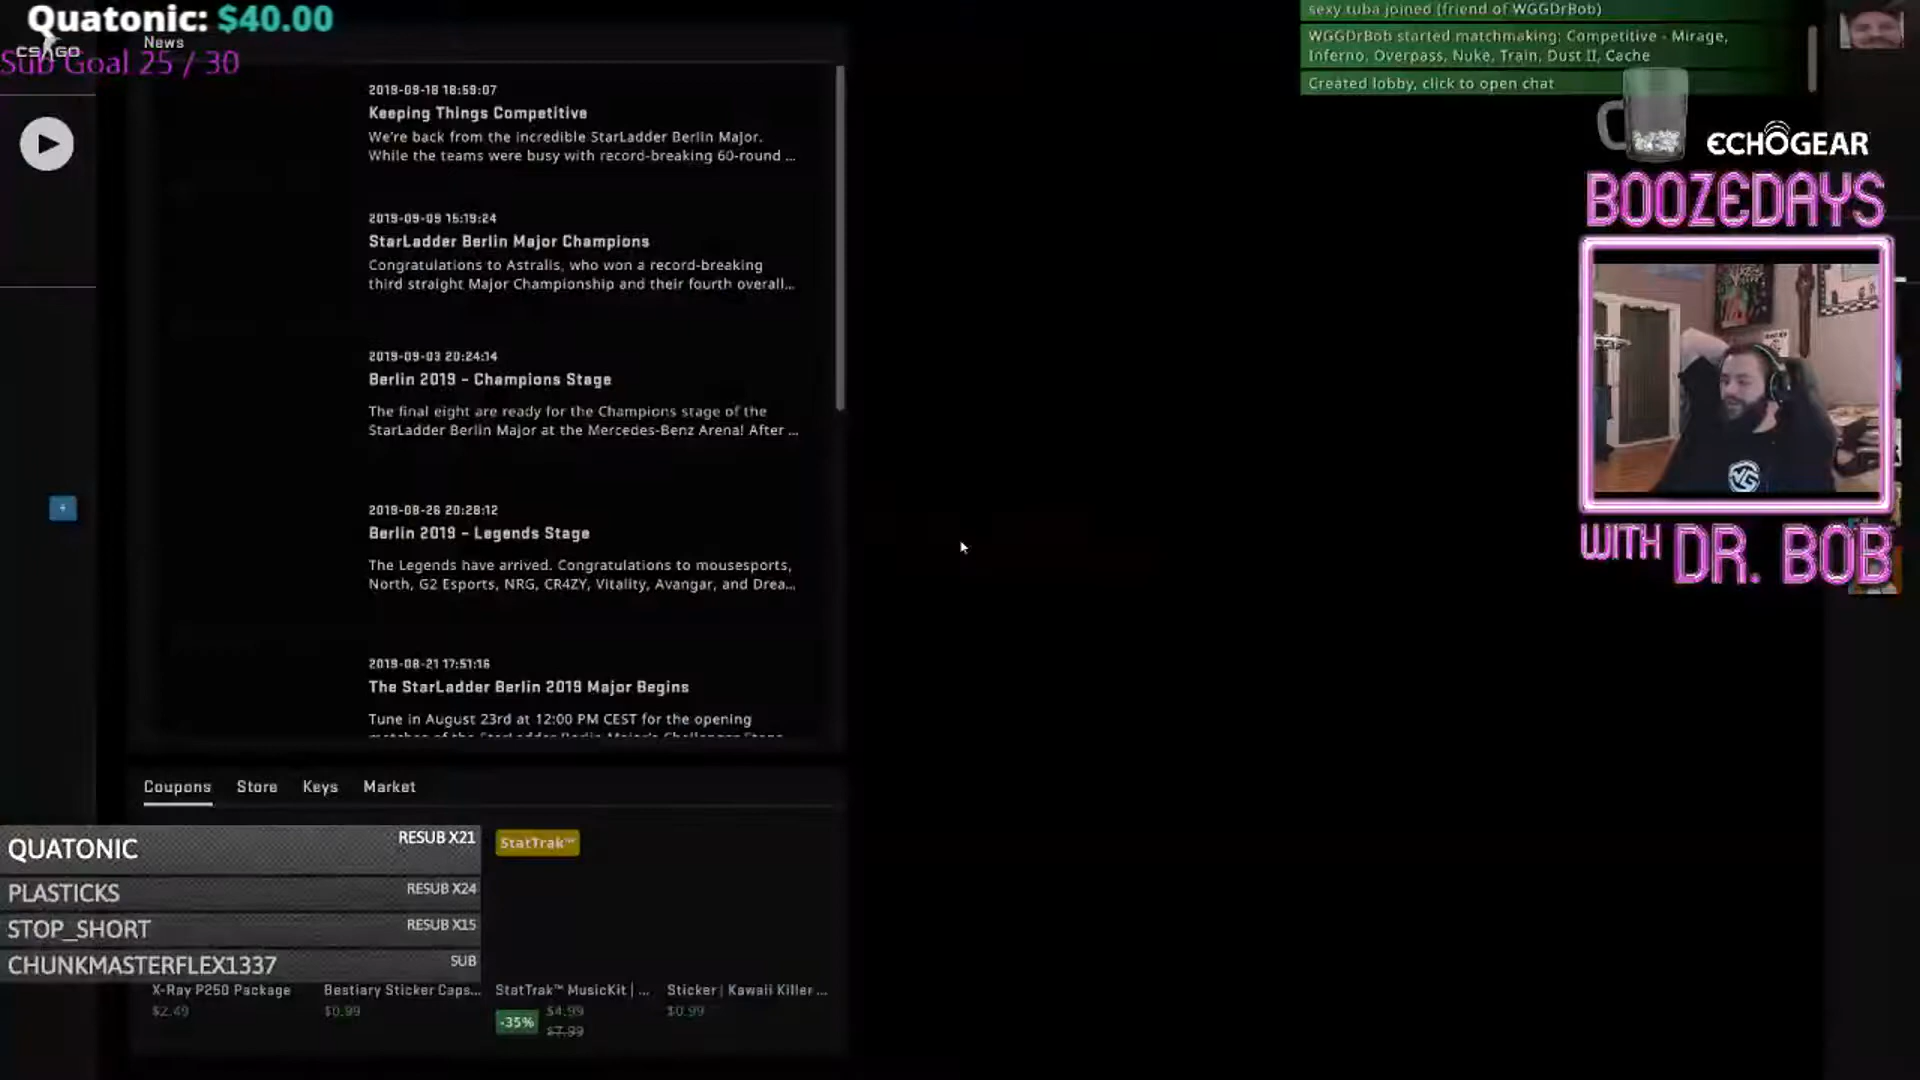 Quatonic: $40.00
CS GO
News
Sub Goal 25 / 30
2019-09-18 18:59:07
Keeping Things Competitive
We're back from the incredible StarLadder Berlin Major.
While the teams were busy with record-breaking 60-round ...
2019-09-09 15:19:24
StarLadder Berlin Major Champions
Congratulations to Astralis, who won a record-breaking
third straight Major Championship and their fourth overall...
2019-09-03 20:24:14
Berlin 2019 – Champions Stage
The final eight are ready for the Champions stage of the
StarLadder Berlin Major at the Mercedes-Benz Arena! After ...
2019-08-26 20:28:12
Berlin 2019 – Legends Stage
The Legends have arrived. Congratulations to mousesports,
North, G2 Esports, NRG, CR4ZY, Vitality, Avangar, and Drea...
2019-08-21 17:51:16
The StarLadder Berlin 2019 Major Begins
Tune in August 23rd at 12:00 PM CEST for the opening
matches of the StarLadder Berlin Major's Challenger Stage
Coupons Store Keys Market
QUATONIC RESUB X21
PLASTICKS RESUB X24
STOP_SHORT RESUB X15
CHUNKMASTERFLEX1337 SUB
StatTrak™
X-Ray P250 Package
$2.49
Bestiary Sticker Caps...
$0.99
StatTrak™ MusicKit | ...
-35% $4.99
$7.99
Sticker | Kawaii Killer ...
$0.99
sexy tuba joined (friend of WGGDrBob)
WGGDrBob started matchmaking: Competitive - Mirage,
Inferno, Overpass, Nuke, Train, Dust II, Cache
Created lobby, click to open chat
ECHOGEAR
BOOZEDAYS
WITH DR. BOB